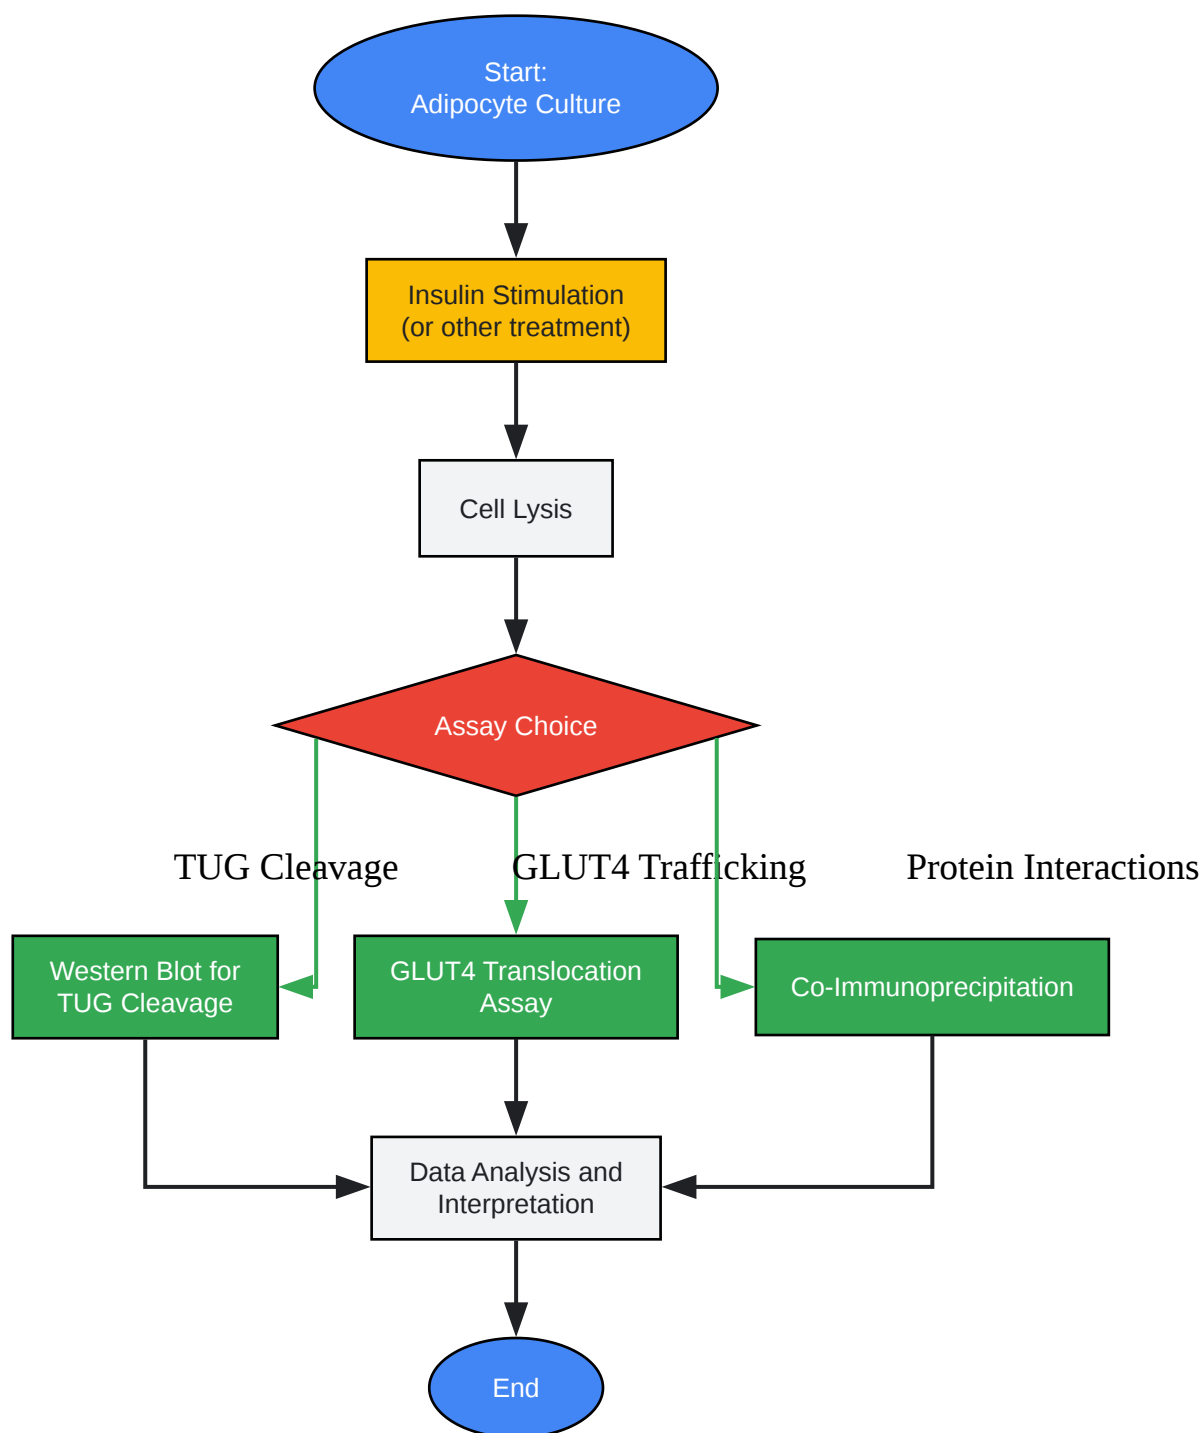 Start:
Adipocyte Culture
Insulin Stimulation
(or other treatment)
Cell Lysis
Assay Choice
TUG Cleavage
GLUT4 Trafficking
Protein Interactions
Western Blot for
TUG Cleavage
GLUT4 Translocation
Assay
Co-Immunoprecipitation
Data Analysis and
Interpretation
End